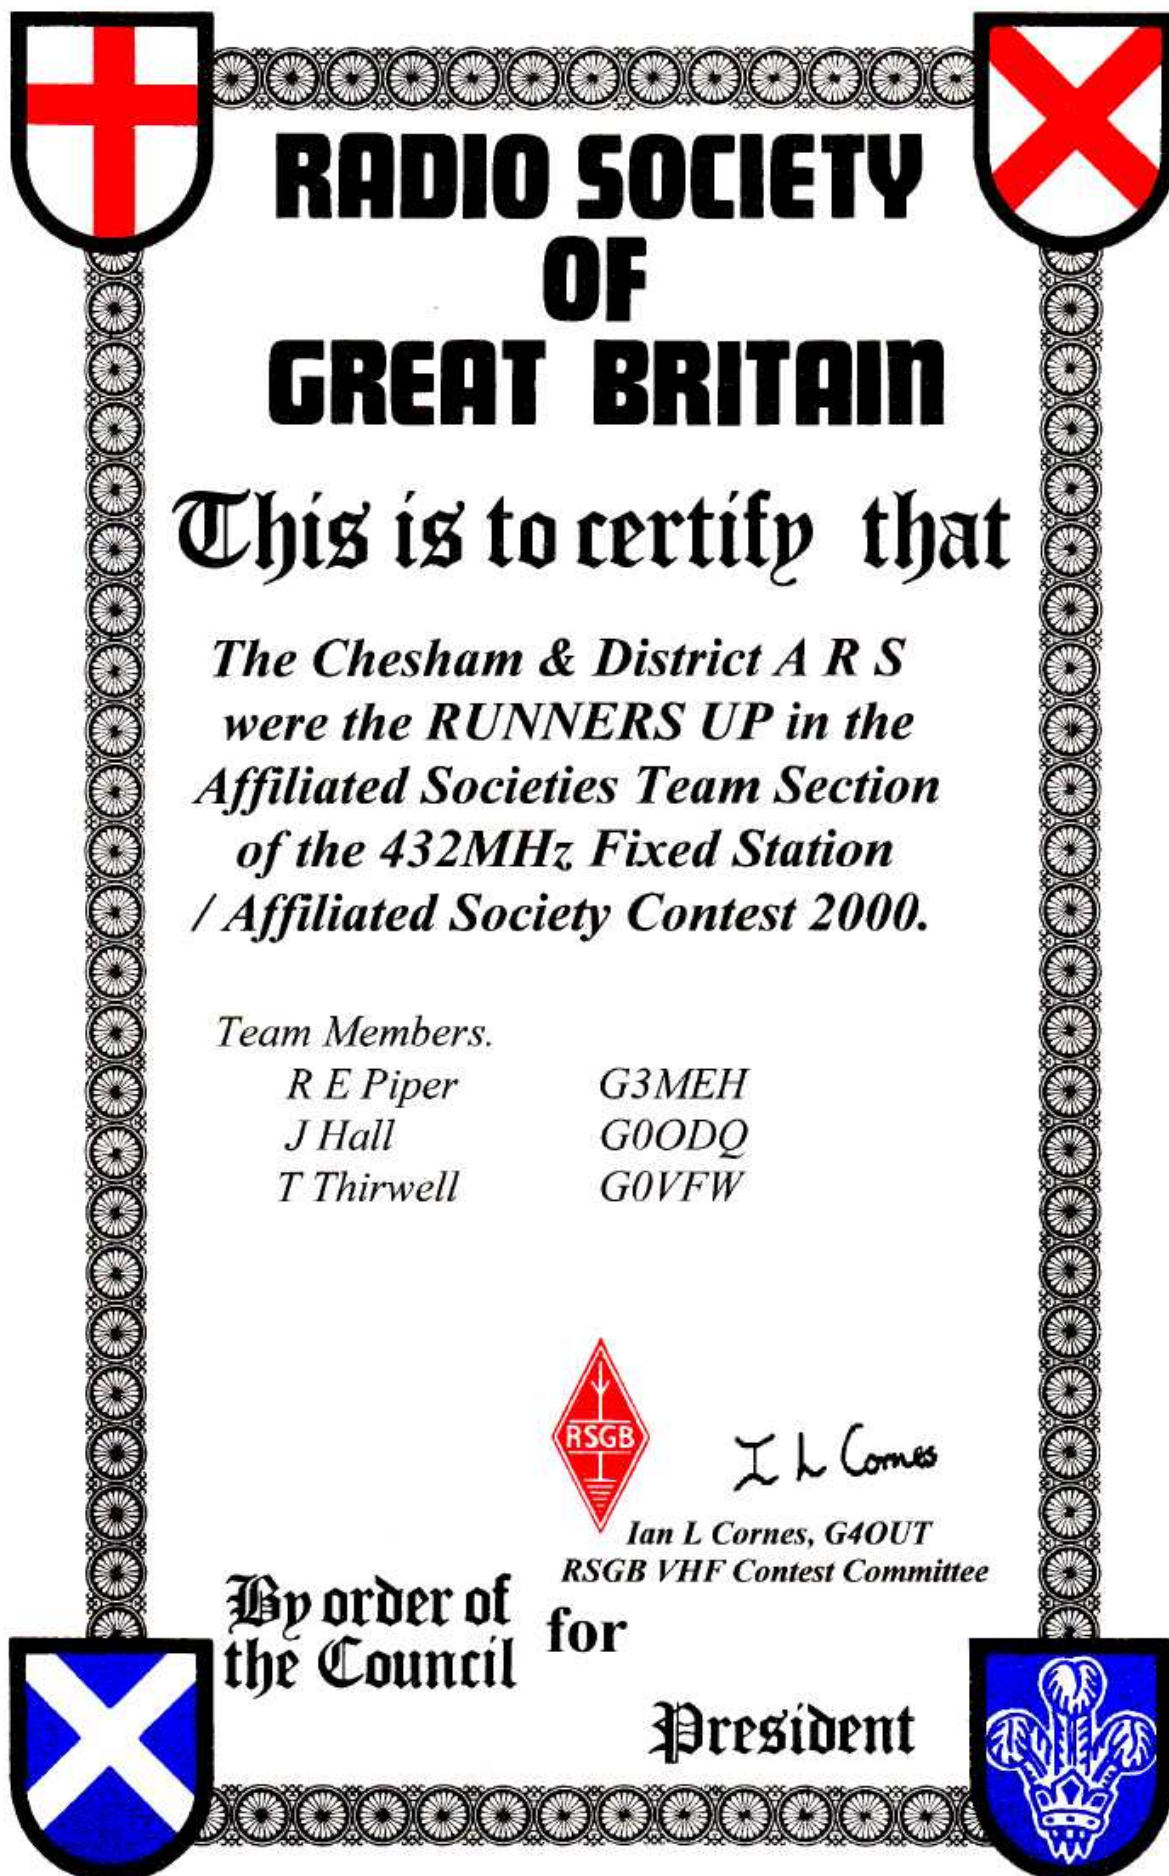 RADIO SOCIETY
OF
GREAT BRITAIN
This is to certify that
The Chesham & District A R S
were the RUNNERS UP in the
Affiliated Societies Team Section
of the 432MHz Fixed Station
/ Affiliated Society Contest 2000.
Team Members.
R E Piper G3MEH
J Hall G0ODQ
T Thirwell G0VFW
RSGB
I L Cornes
Ian L Cornes, G4OUT
RSGB VHF Contest Committee
By order of
the Council
for
President